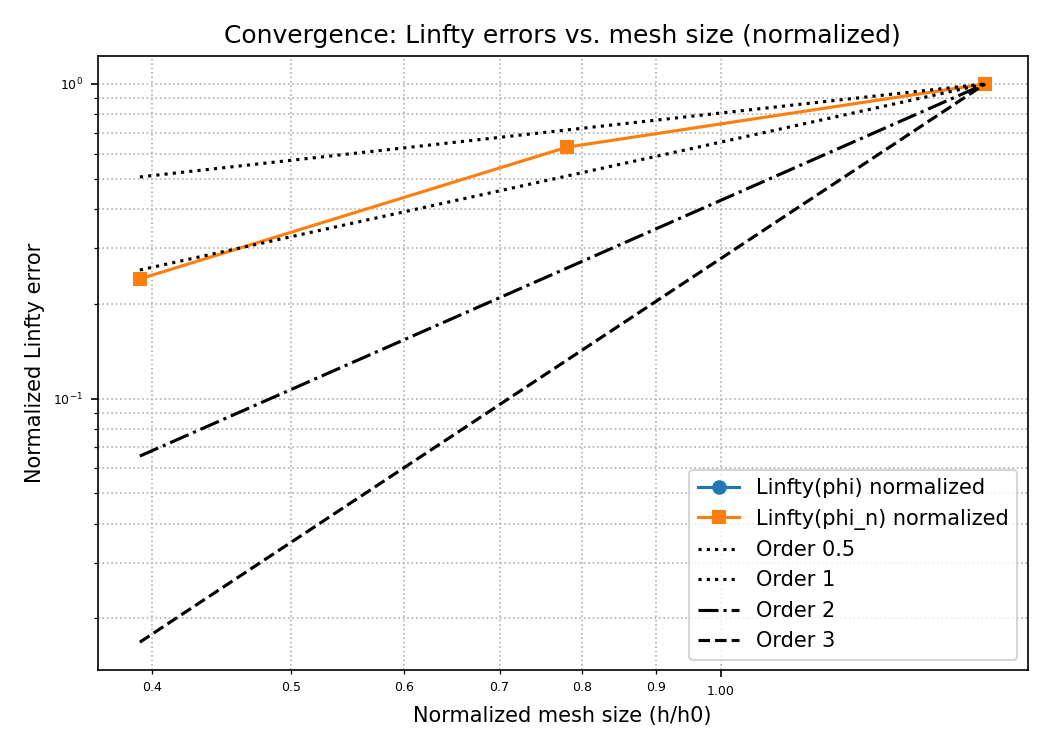 Convergence: Linfty errors vs. mesh size (normalized)
Normalized Linfty error
10⁰
10⁻¹
Linfty(phi) normalized
Linfty(phi_n) normalized
Order 0.5
Order 1
Order 2
Order 3
0.4 0.5 0.6 0.7 0.8 0.9 1.00
Normalized mesh size (h/h0)